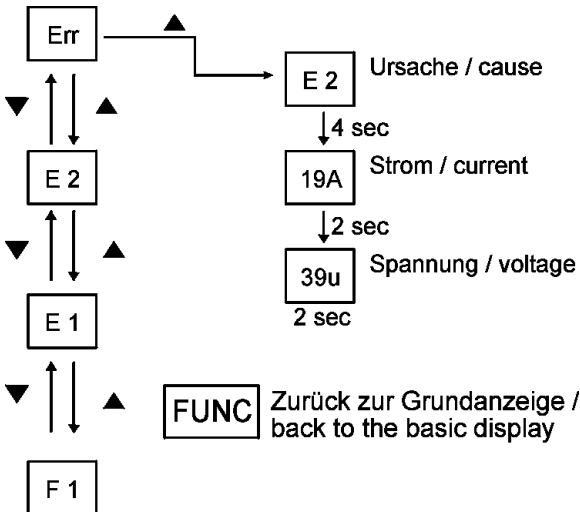 Err
E 2
Ursache / cause
4 sec
E 2
19A
Strom / current
2 sec
39u
Spannung / voltage
2 sec
E 1
FUNC
Zurück zur Grundanzeige /
back to the basic display
F 1